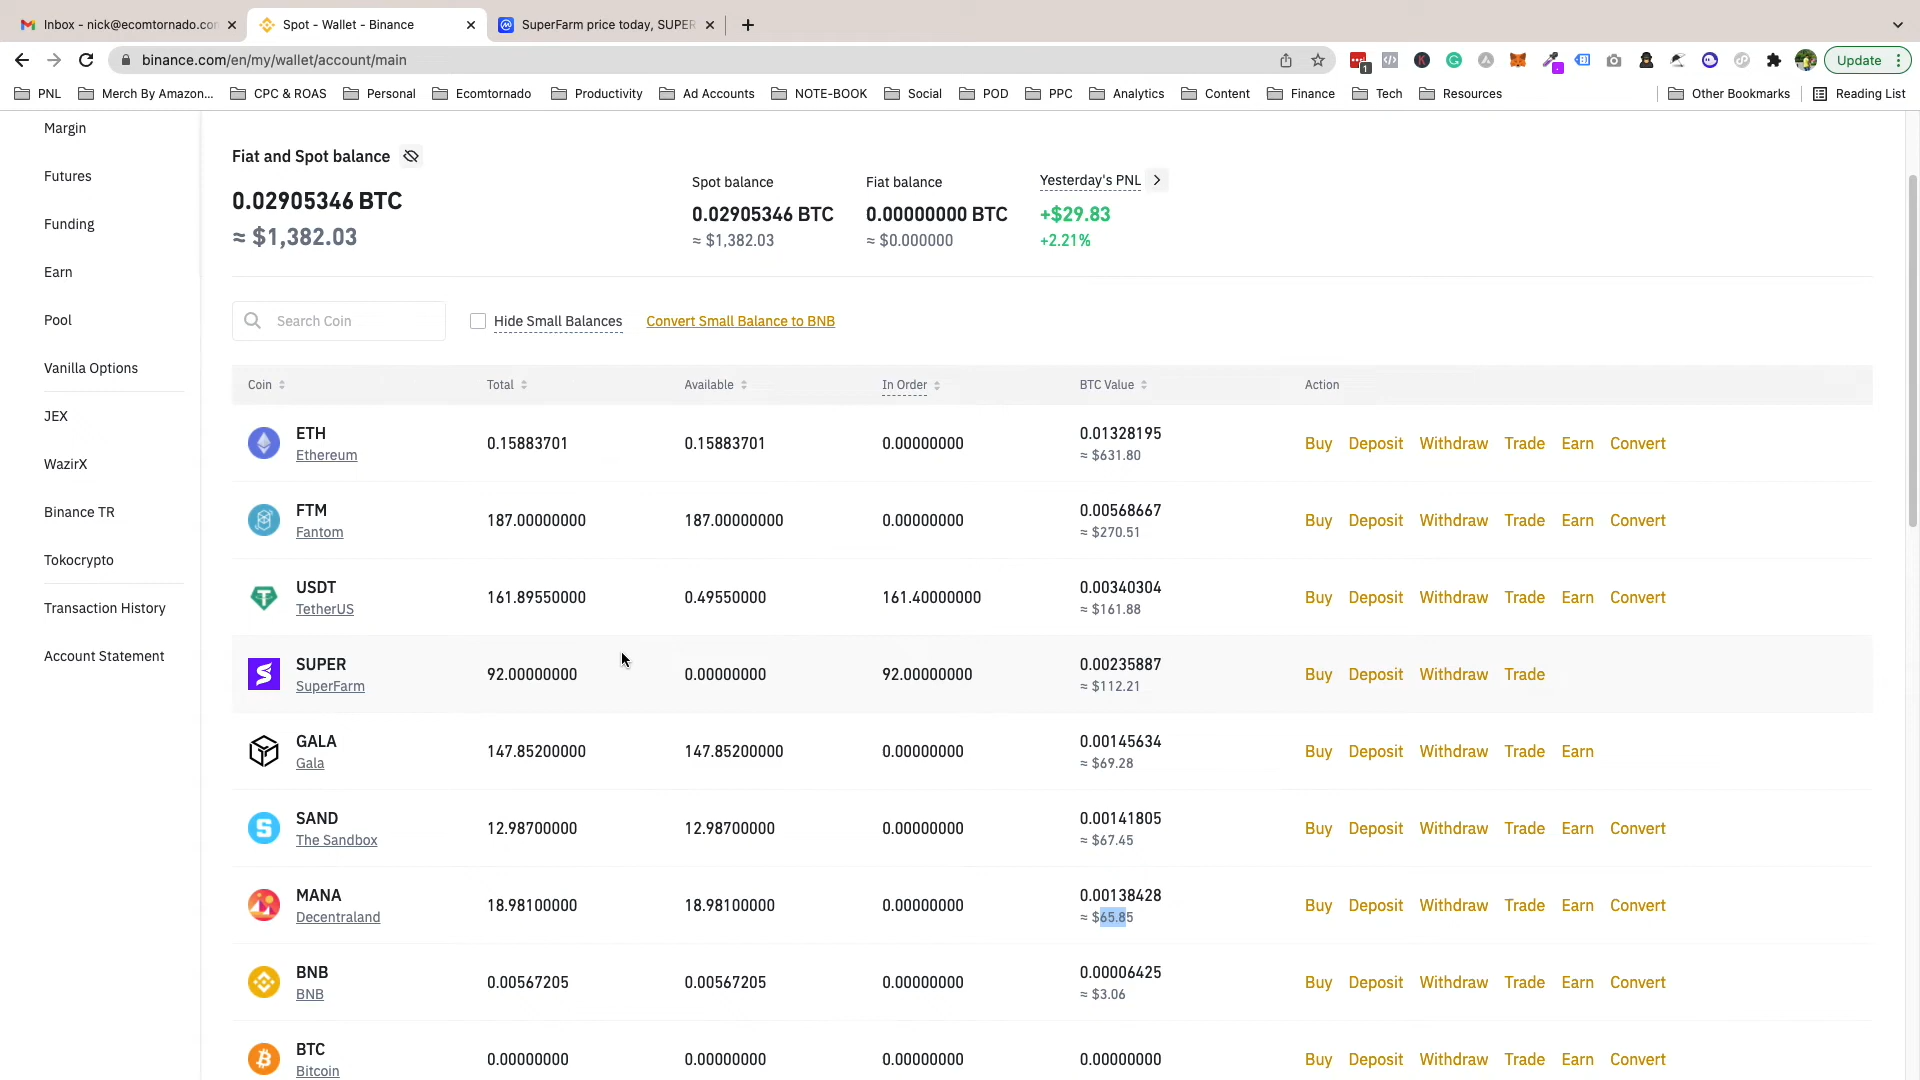 Inbox - nick@ecomtornado.co
Spot - Wallet - Binance
SuperFarm price today, SUPER
binance.com/en/my/wallet/account/main
1
Update
PNL
Merch By Amazon...
CPC & ROAS
Personal
Ecomtornado
Productivity
Ad Accounts
NOTE-BOOK
Social
POD
PPC
Analytics
Content
Finance
Tech
Resources
Other Bookmarks
Reading List
Margin
Futures
Funding
Earn
Pool
Vanilla Options
JEX
WazirX
Binance TR
Tokocrypto
Transaction History
Account Statement
Fiat and Spot balance
0.02905346 BTC
≈ $1,382.03
Spot balance
0.02905346 BTC
≈ $1,382.03
Fiat balance
0.00000000 BTC
≈ $0.000000
Yesterday's PNL
+$29.83
+2.21%
Search Coin
Hide Small Balances
Convert Small Balance to BNB
Coin Total Available In Order BTC Value Action
ETH 0.15883701 0.15883701 0.00000000 0.01328195 Buy Deposit Withdraw Trade Earn Convert
Ethereum ≈ $631.80
FTM 187.00000000 187.00000000 0.00000000 0.00568667 Buy Deposit Withdraw Trade Earn Convert
Fantom ≈ $270.51
USDT 161.89550000 0.49550000 161.40000000 0.00340304 Buy Deposit Withdraw Trade Earn Convert
TetherUS ≈ $161.88
SUPER 92.00000000 0.00000000 92.00000000 0.00235887 Buy Deposit Withdraw Trade
SuperFarm ≈ $112.21
GALA 147.85200000 147.85200000 0.00000000 0.00145634 Buy Deposit Withdraw Trade Earn
Gala ≈ $69.28
SAND 12.98700000 12.98700000 0.00000000 0.00141805 Buy Deposit Withdraw Trade Earn Convert
The Sandbox ≈ $67.45
MANA 18.98100000 18.98100000 0.00000000 0.00138428 Buy Deposit Withdraw Trade Earn Convert
Decentraland ≈ $65.85
BNB 0.00567205 0.00567205 0.00000000 0.00006425 Buy Deposit Withdraw Trade Earn Convert
BNB ≈ $3.06
BTC 0.00000000 0.00000000 0.00000000 0.00000000 Buy Deposit Withdraw Trade Earn Convert
Bitcoin